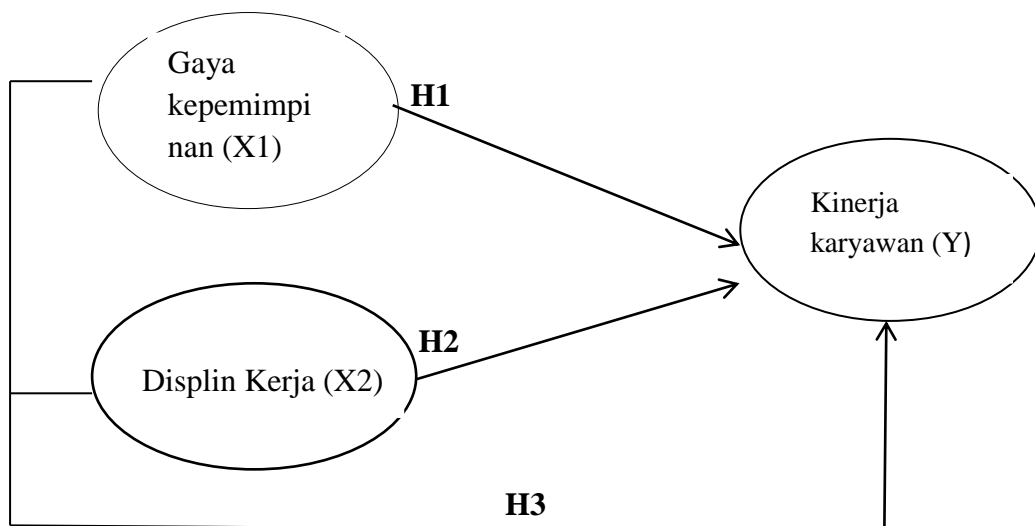 Gaya
kepemimpi
nan (X1)
H1
Kinerja
karyawan (Y)
H2
Displin Kerja (X2)
H3